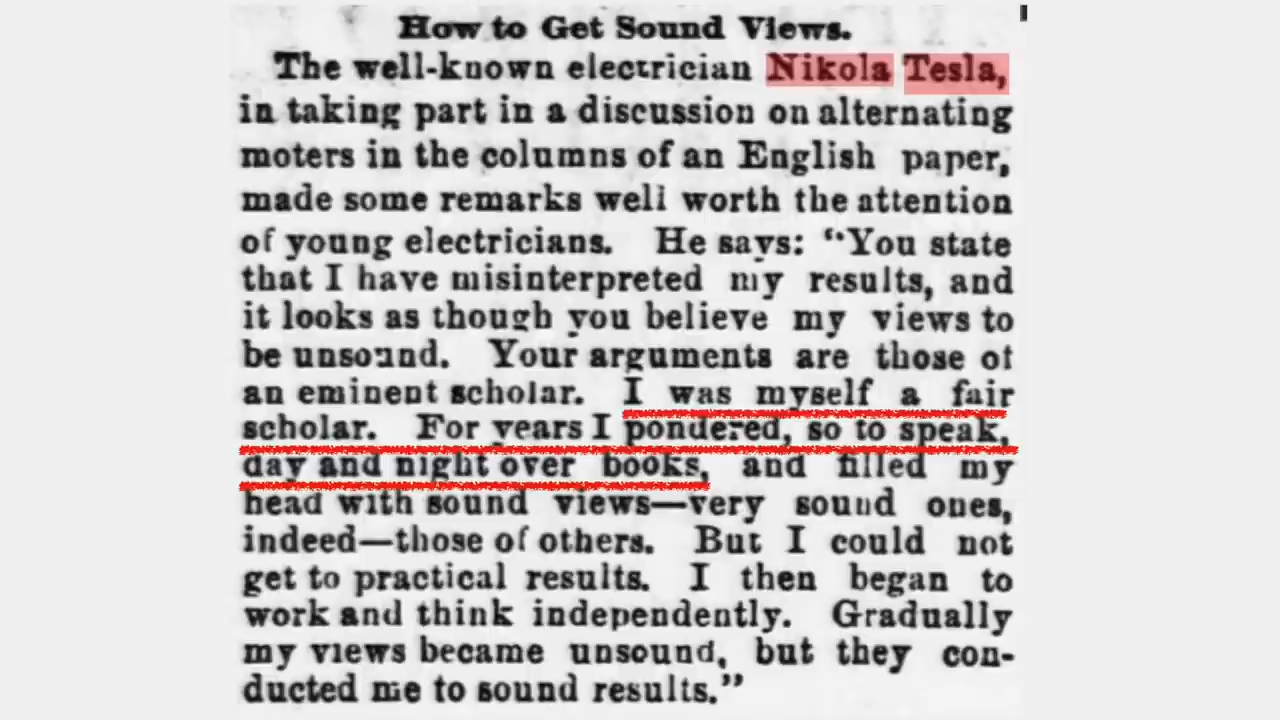 How to Get Sound Views.
The well-known electrician Nikola Tesla,
in taking part in a discussion on alternating
moters in the columns of an English paper,
made some remarks well worth the attention
of young electricians. He says: “You state
that I have misinterpreted my results, and
it looks as though you believe my views to
be unsound. Your arguments are those of
an eminent scholar. I was myself a fair
scholar. For years I pondered, so to speak,
day and night over books, and filled my
head with sound views—very sound ones,
indeed—those of others. But I could not
get to practical results. I then began to
work and think independently. Gradually
my views became unsound, but they con-
ducted me to sound results.”